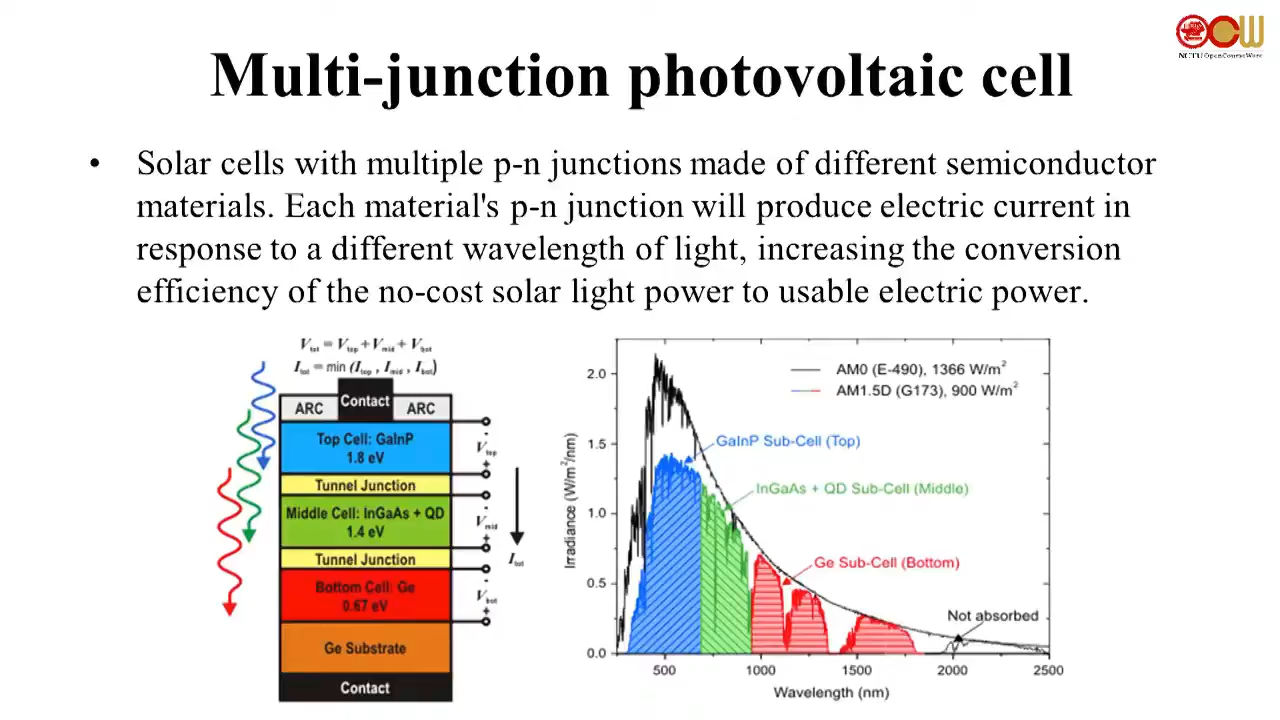 OCW
NCTU OpenCourseWare
Multi-junction photovoltaic cell
• Solar cells with multiple p-n junctions made of different semiconductor
materials. Each material's p-n junction will produce electric current in
response to a different wavelength of light, increasing the conversion
efficiency of the no-cost solar light power to usable electric power.
V_tot = V_top + V_mid + V_bot
I_tot = min (I_top, I_mid, I_bot)
ARC
Contact
ARC
Top Cell: GaInP
1.8 eV
Tunnel Junction
Middle Cell: InGaAs + QD
1.4 eV
Tunnel Junction
Bottom Cell: Ge
0.67 eV
Ge Substrate
Contact
-
V_top
+
-
V_mid
+
-
V_bot
+
I_tot
AM0 (E-490), 1366 W/m²
AM1.5D (G173), 900 W/m²
GaInP Sub-Cell (Top)
InGaAs + QD Sub-Cell (Middle)
Ge Sub-Cell (Bottom)
Not absorbed
Irradiance (W/m²/nm)
2.0
1.5
1.0
0.5
0.0
500
1000
1500
2000
2500
Wavelength (nm)